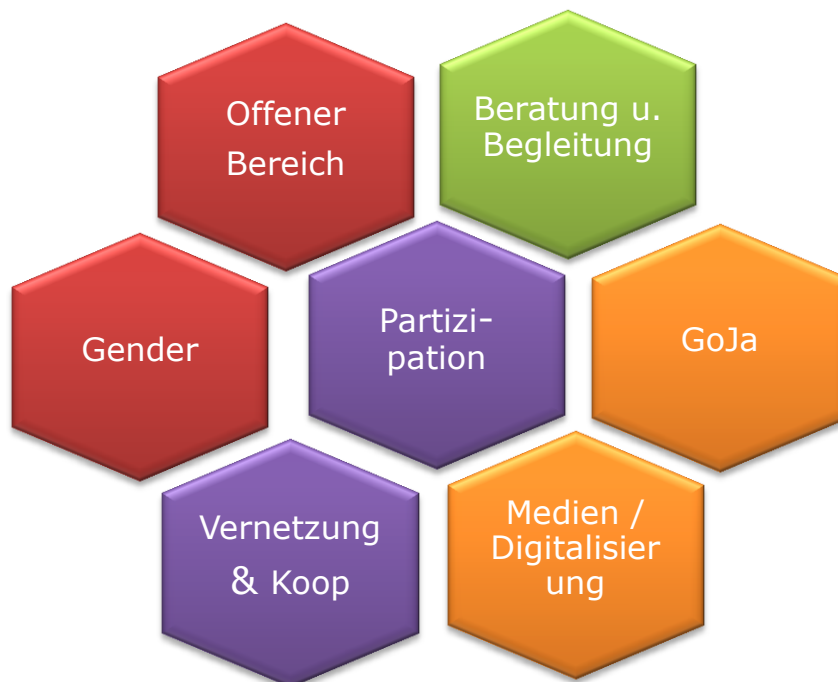 Offener
Bereich
Beratung u.
Begleitung
Gender
Partizi-
pation
GoJa
Vernetzung
& Koop
Medien /
Digitalisier
ung